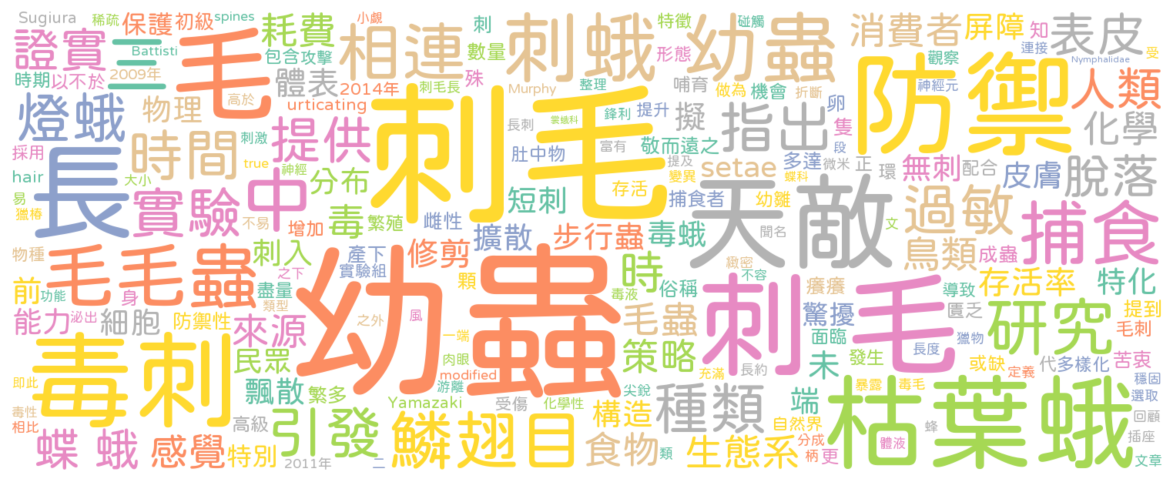 Sugiura 稀疏 保護 初級 spines 耗費 小覷 相連 刺蛾 幼蟲 刺 數量 特徵 形態 碰觸 消費者 屏障 知 表皮
證實 三 毛 Battisti 包含 攻擊 整理 觀察 連接 受 Nymphalidae
時期 以不於 2009年 體表 2014年 殊 Murphy 哺育 做為 機會 折斷 神經元 人類
燈蛾 物理 高於 urticating 刺毛長 裳蛾科 鋒利 提升 擬 指出 卵 隻 防禦 化學
採用 時間 刺激 提供 刺毛 長刺 富有 敬而遠之 段
hair 長 大小 true 神經 分布 肚中物 存活 提及 setae 多達 微米 正 環 無刺 配合 皮膚 脫落
易 獵椿 實驗 中 毒 繁殖 雌性 短刺 捕食者 變異 蝶科 幼雛 過敏
不易 增加 擴散 步行蟲 毒蛾 天敵 聞名 文 捕食
物種 毛毛蟲 刺入 產下 修剪 時 緻密 不容 鳥類 成蟲
前 功能 身 類型 之下 實驗組 盡量 幼蟲 顆 毒液 俗稱 刺毛 癢癢 導致 存活率 特化
能力 泌出 細胞 防禦性 來源 之外 風 一端 毛蟲 驚擾 匱乏 獵物 提到
民眾 肉眼 策略 面臨 未 長度 研究 毛刺
毒刺 飄散 繁多 modified 游離 尖銳 充滿 長約 發生 或缺 定義 代多樣化 苦衷
即此 高級 引發 受傷 Yamazaki 化學性 構造 種類 端 暴露 毒毛 枯葉蛾 穩固
毒性 相比 自然界 選取 回顧
蝶 蛾 感覺 特別 2011年 二 鱗翅目 食物 類 生態系 分成 柄 更 體液 蜂 插座 文章